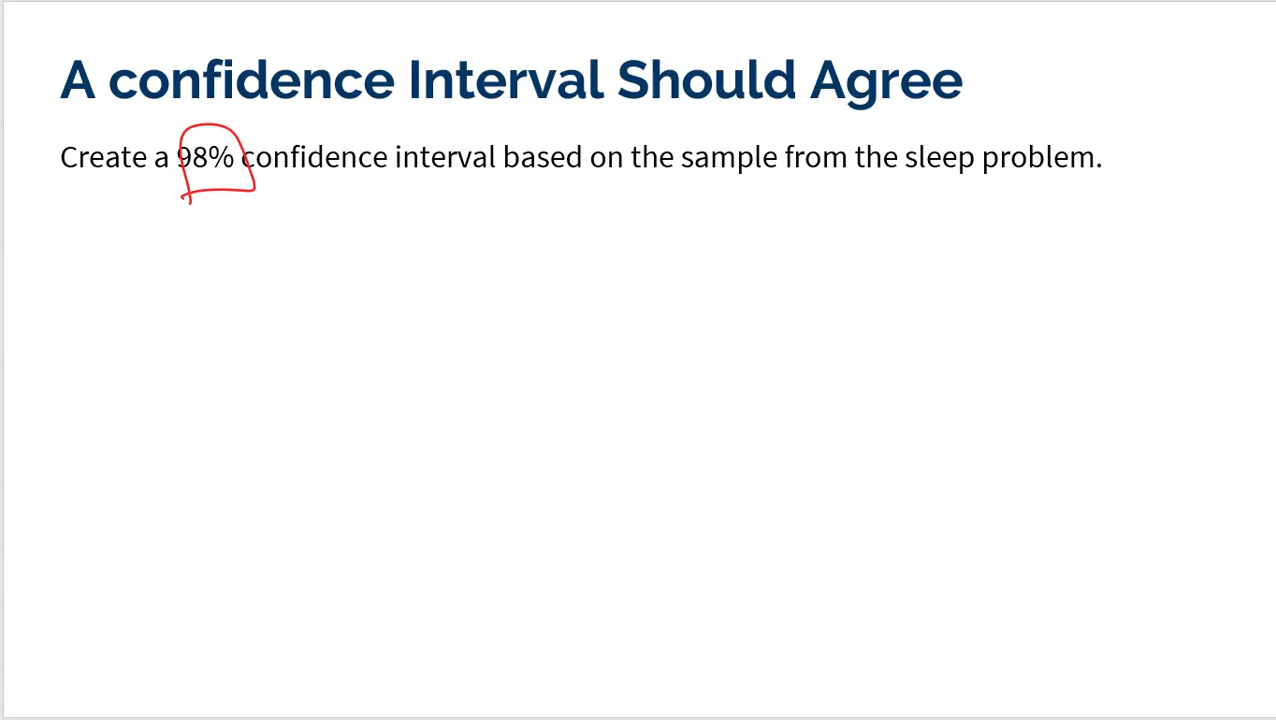 A confidence Interval Should Agree
Create a 98% confidence interval based on the sample from the sleep problem.